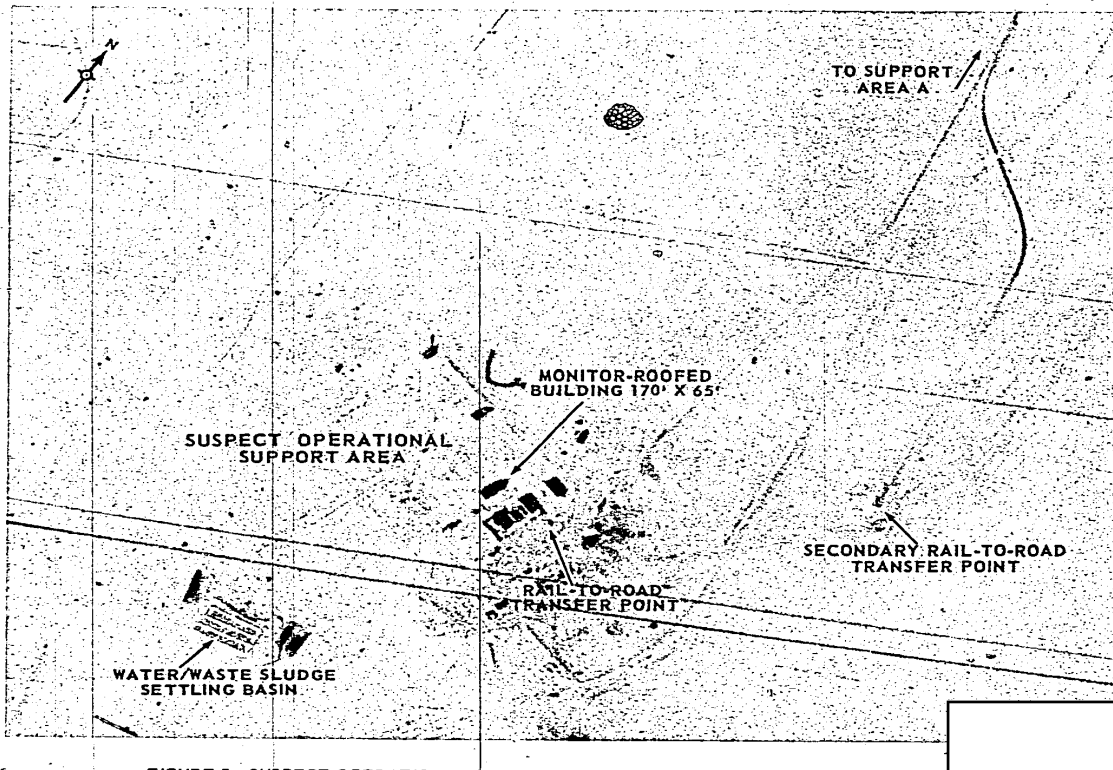 N
TO SUPPORT
AREA A
MONITOR-ROOFED
BUILDING 170' X 65'
SUSPECT OPERATIONAL
SUPPORT AREA
SECONDARY RAIL-TO-ROAD
TRANSFER POINT
RAIL-TO-ROAD
TRANSFER POINT
WATER/WASTE SLUDGE
SETTLING BASIN